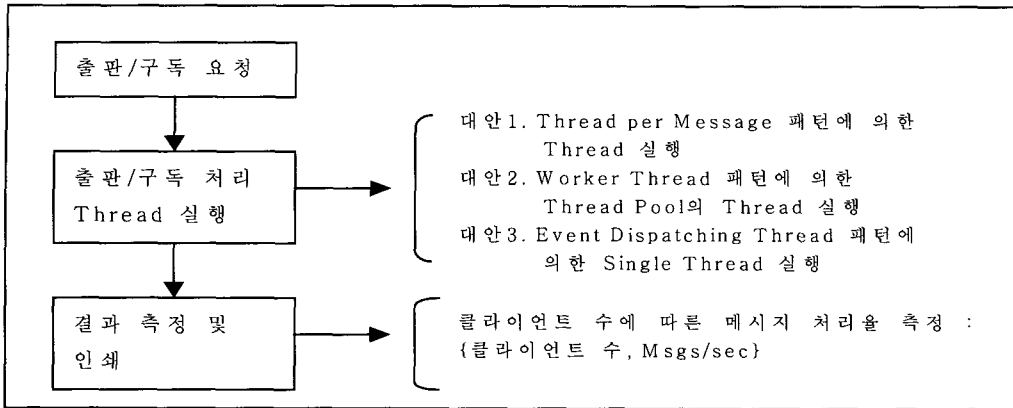 출판/구독 요청
출판/구독 처리
Thread 실행
대안1. Thread per Message 패턴에 의한
Thread 실행
대안2. Worker Thread 패턴에 의한
Thread Pool의 Thread 실행
대안3. Event Dispatching Thread 패턴에
의한 Single Thread 실행
결과 측정 및
인쇄
클라이언트 수에 따른 메시지 처리율 측정 :
{클라이언트 수, Msgs/sec}